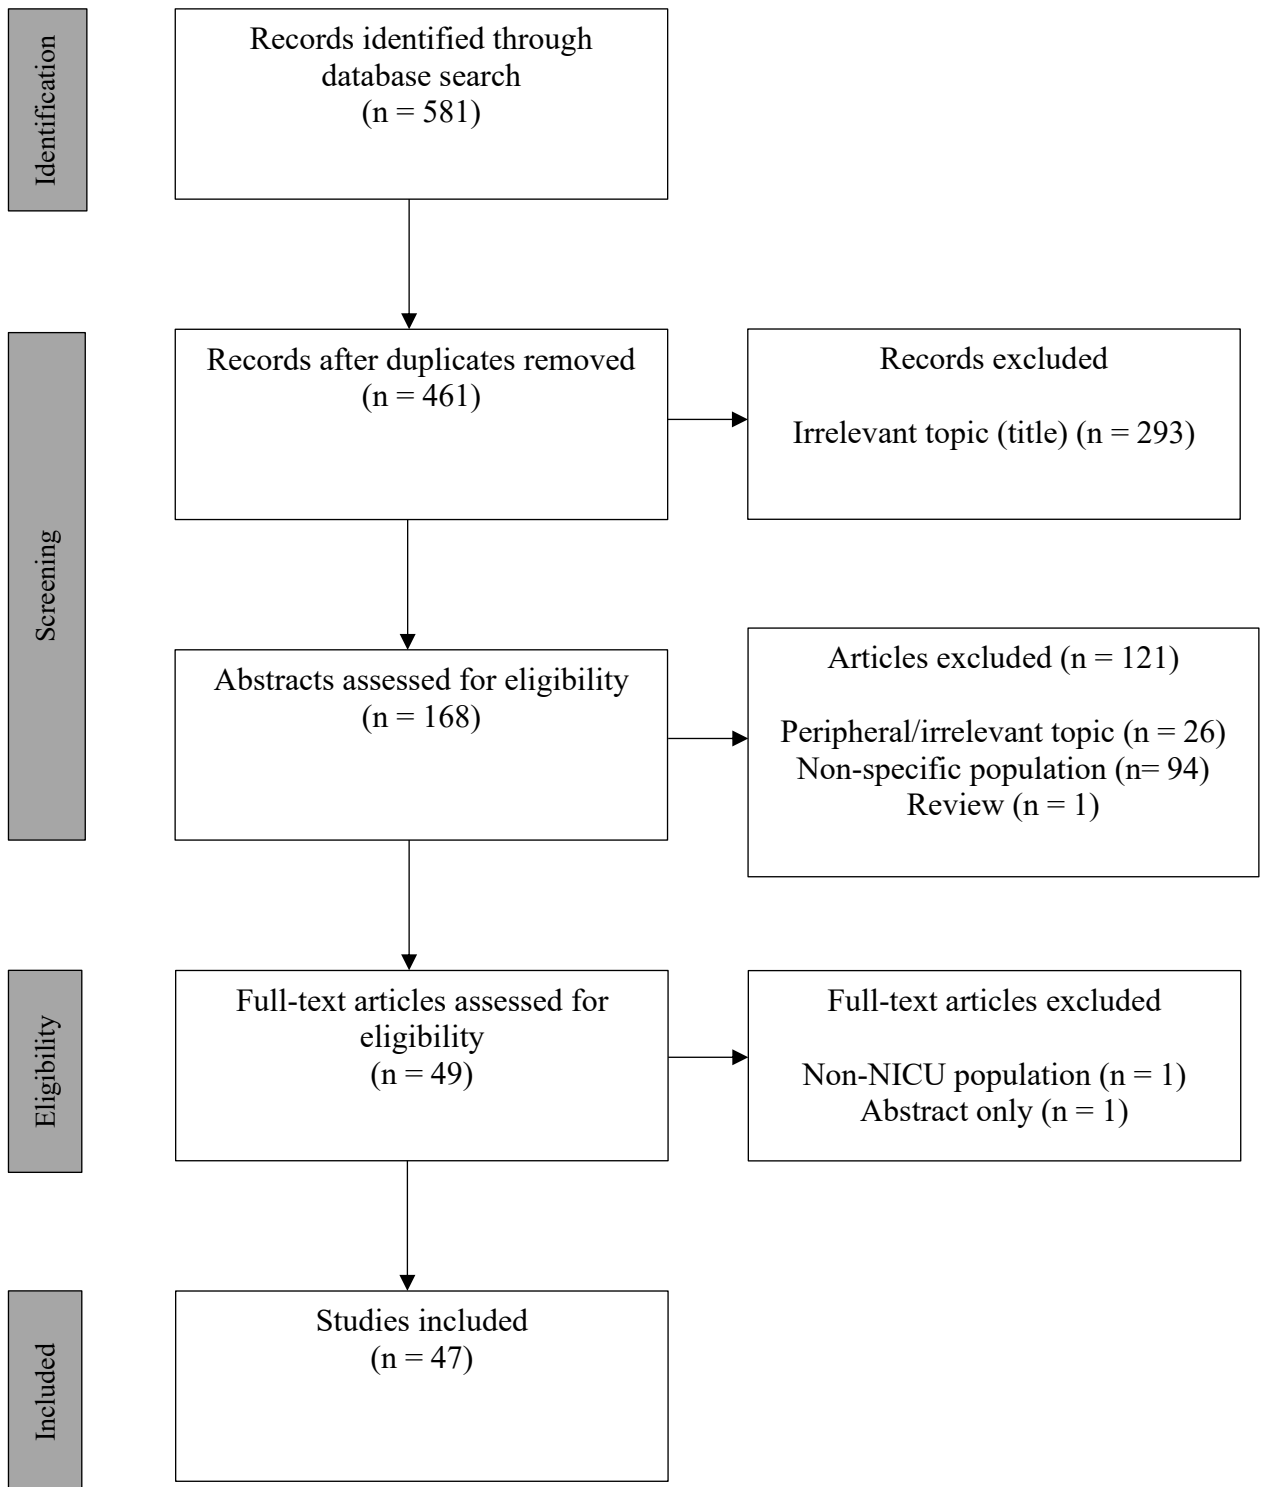 Identification
Records identified through
database search
(n = 581)
Screening
Records after duplicates removed
(n = 461)
Records excluded
Irrelevant topic (title) (n = 293)
Abstracts assessed for eligibility
(n = 168)
Articles excluded (n = 121)
Peripheral/irrelevant topic (n = 26)
Non-specific population (n= 94)
Review (n = 1)
Eligibility
Full-text articles assessed for
eligibility
(n = 49)
Full-text articles excluded
Non-NICU population (n = 1)
Abstract only (n = 1)
Included
Studies included
(n = 47)